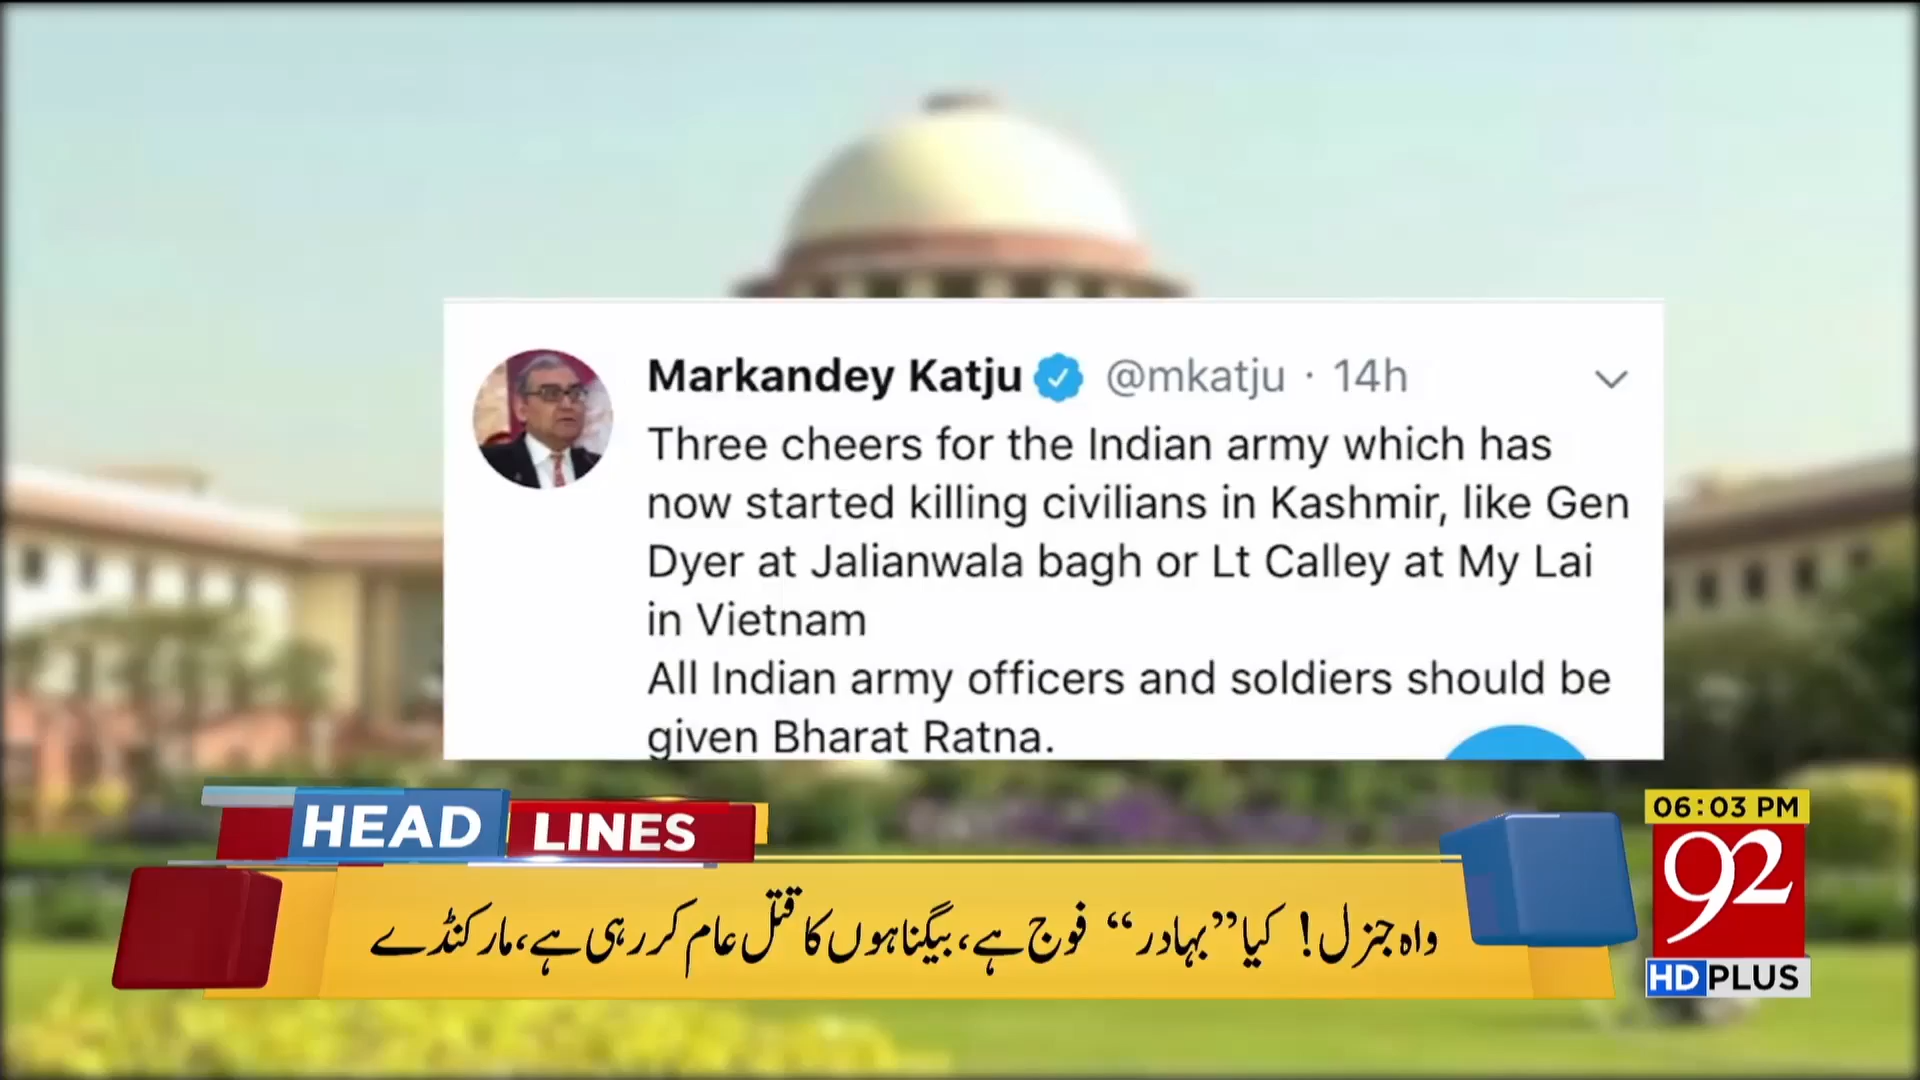 Markandey Katju @mkatju · 14h
Three cheers for the Indian army which has
now started killing civilians in Kashmir, like Gen
Dyer at Jalianwala bagh or Lt Calley at My Lai
in Vietnam
All Indian army officers and soldiers should be
given Bharat Ratna.
HEAD LINES
06:03 PM
92
HD PLUS
واہ جنرل! کیا ”بہادر“ فوج ہے، بیگناہوں کا قتل عام کر رہی ہے، مارکنڈے